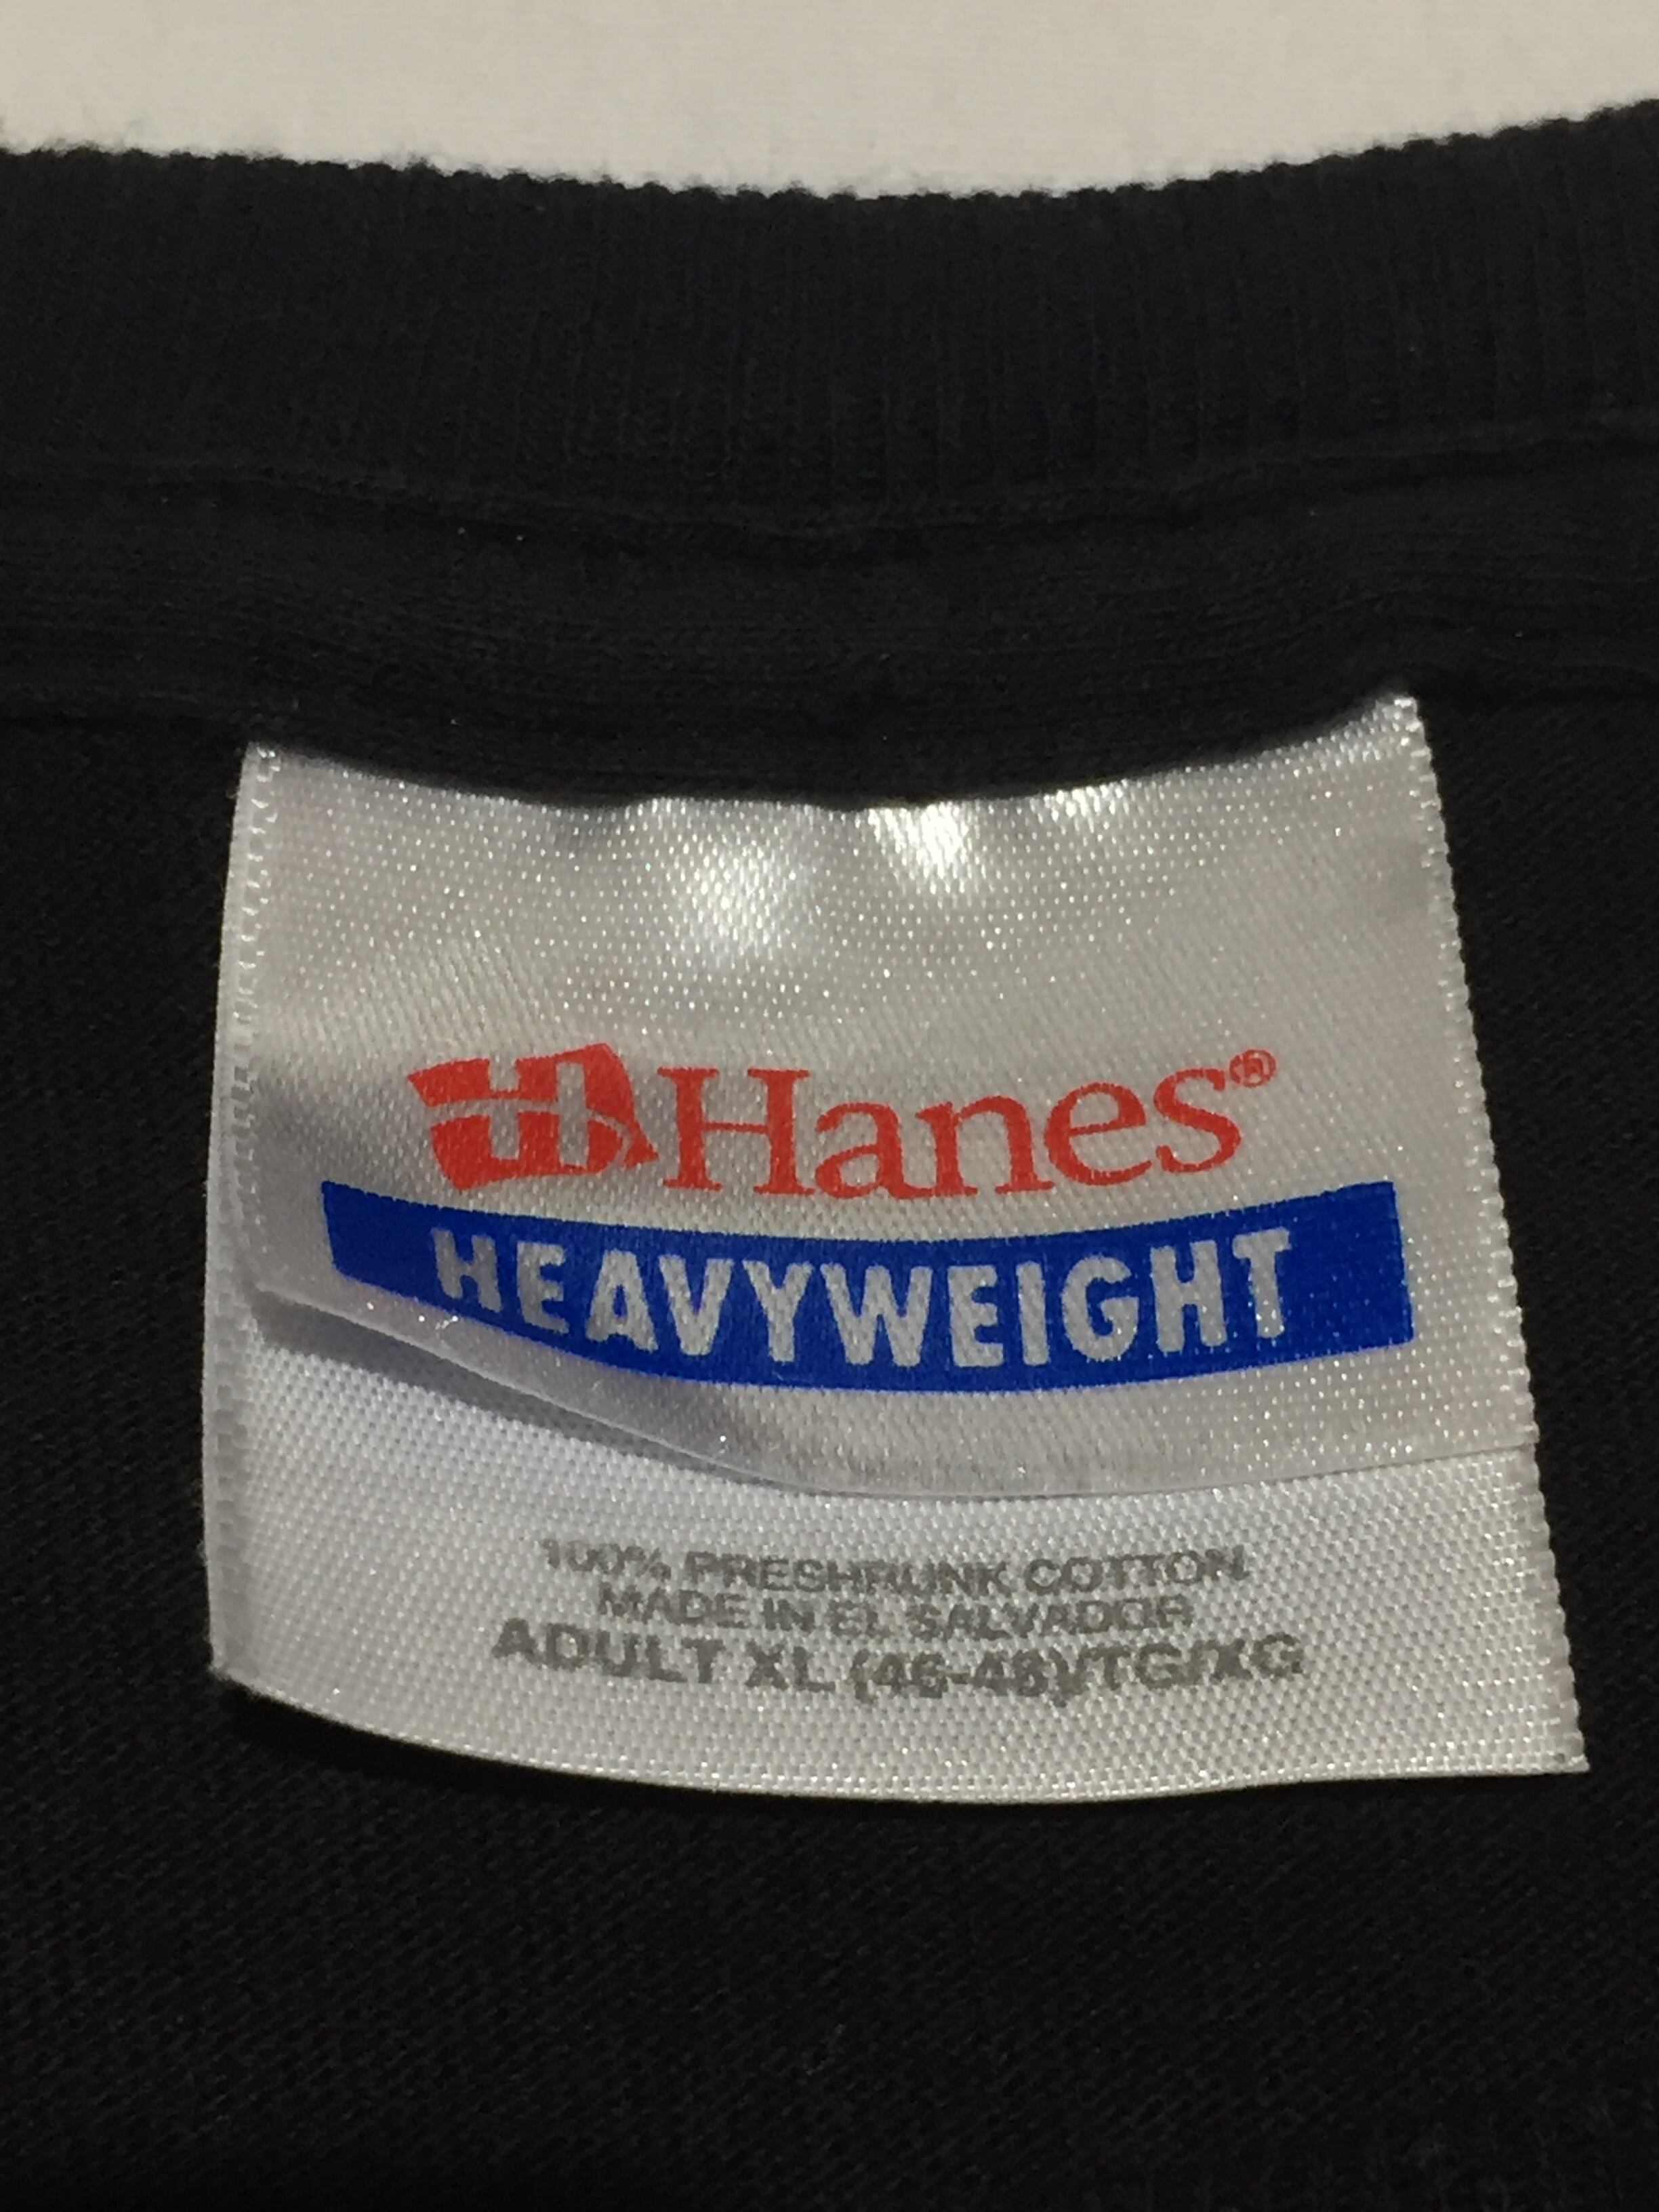 H Hanes®
HEAVYWEIGHT
100% PRESHRUNK COTTON
MADE IN EL SALVADOR
ADULT XL (46-48)/TG/XG